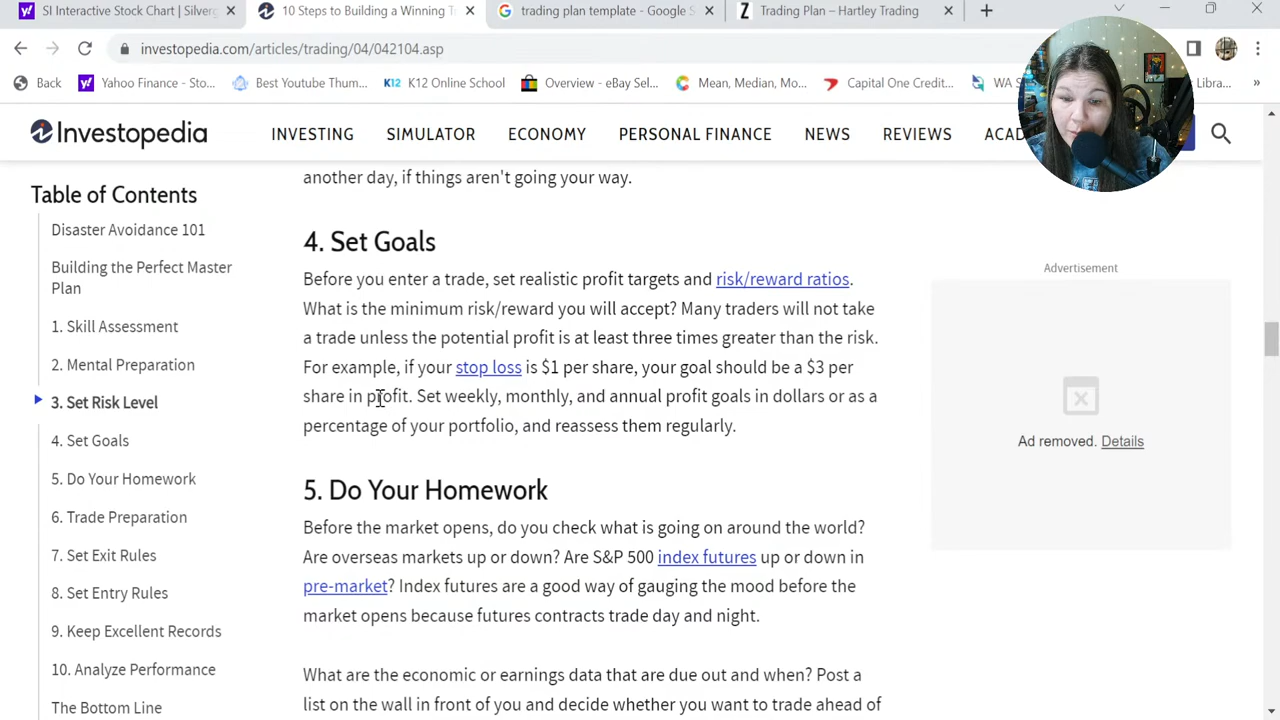 SI Interactive Stock Chart | Silverg
10 Steps to Building a Winning T
trading plan template - Google S
Trading Plan – Hartley Trading
investopedia.com/articles/trading/04/042104.asp
Back
Yahoo Finance - Sto...
Best Youtube Thum...
K12 K12 Online School
Overview - eBay Sel...
Mean, Median, Mo...
Capital One Credit...
WA S
Libra...
Investopedia
INVESTING
SIMULATOR
ECONOMY
PERSONAL FINANCE
NEWS
REVIEWS
ACAD
Table of Contents
Disaster Avoidance 101
Building the Perfect Master
Plan
1. Skill Assessment
2. Mental Preparation
3. Set Risk Level
4. Set Goals
5. Do Your Homework
6. Trade Preparation
7. Set Exit Rules
8. Set Entry Rules
9. Keep Excellent Records
10. Analyze Performance
The Bottom Line
another day, if things aren't going your way.
4. Set Goals
Before you enter a trade, set realistic profit targets and risk/reward ratios.
What is the minimum risk/reward you will accept? Many traders will not take
a trade unless the potential profit is at least three times greater than the risk.
For example, if your stop loss is $1 per share, your goal should be a $3 per
share in profit. Set weekly, monthly, and annual profit goals in dollars or as a
percentage of your portfolio, and reassess them regularly.
5. Do Your Homework
Before the market opens, do you check what is going on around the world?
Are overseas markets up or down? Are S&P 500 index futures up or down in
pre-market? Index futures are a good way of gauging the mood before the
market opens because futures contracts trade day and night.
What are the economic or earnings data that are due out and when? Post a
list on the wall in front of you and decide whether you want to trade ahead of
Advertisement
Ad removed. Details